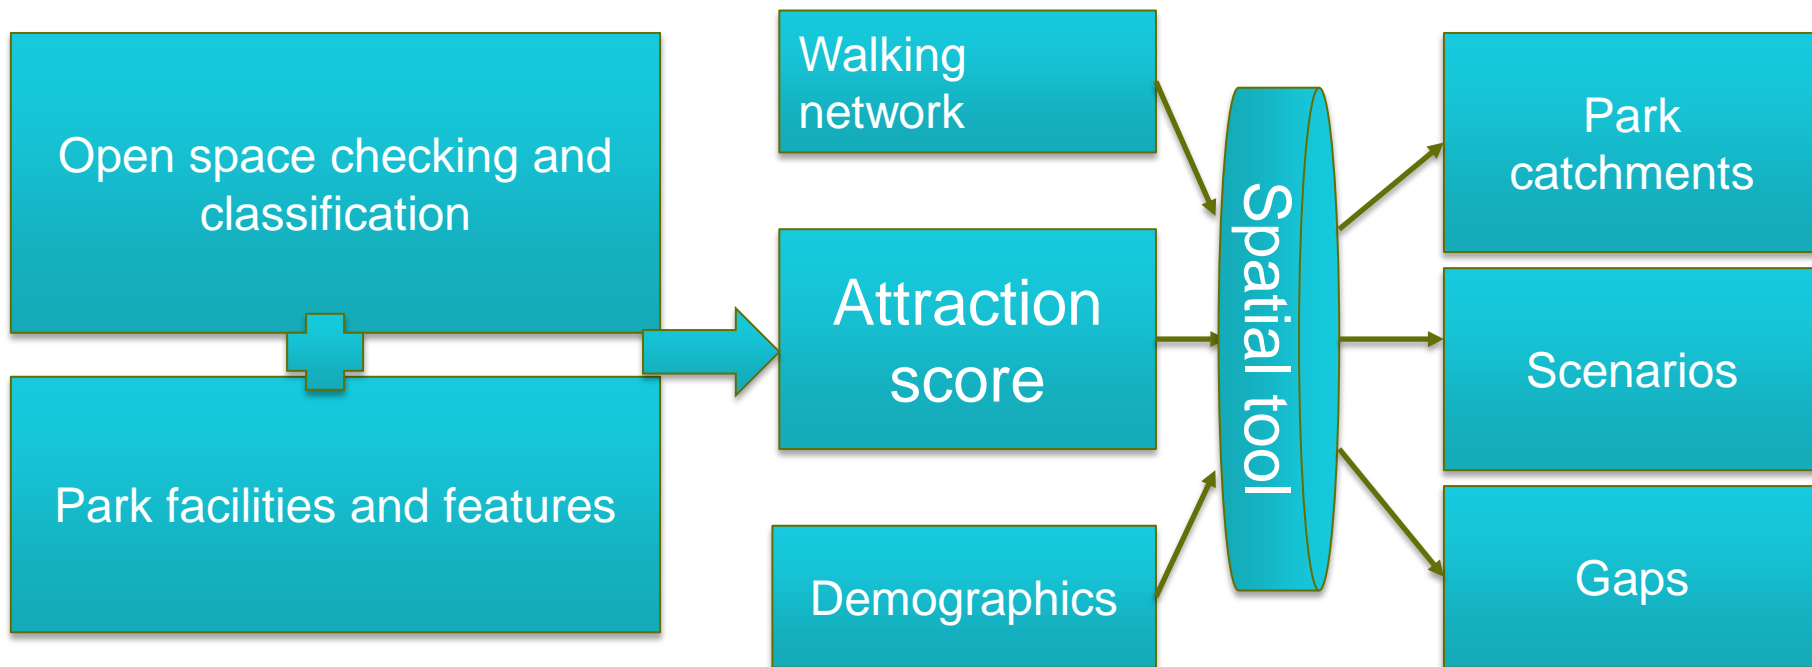 Open space checking and
classification
Park facilities and features
Walking
network
Attraction
score
Demographics
Spatial tool
Park
catchments
Scenarios
Gaps